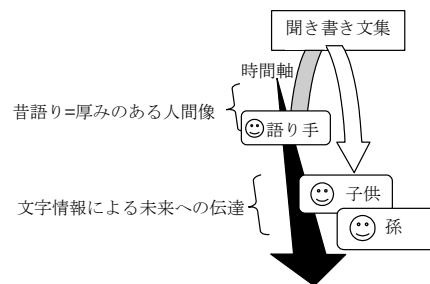 聞き書き文集
時間軸
昔語り=厚みのある人間像
語り手
子供
文字情報による未来への伝達
孫